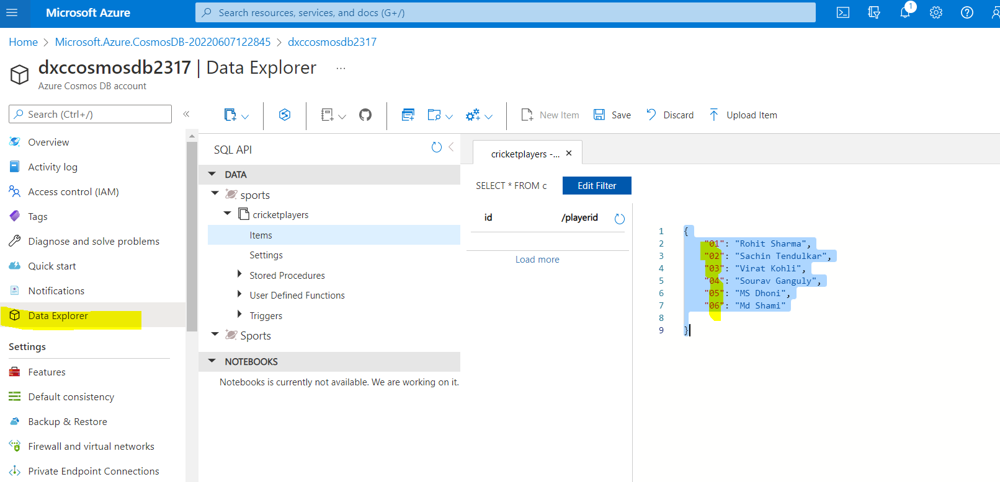 Microsoft Azure
Search resources, services, and docs (G+/)
1
Home > Microsoft.Azure.CosmosDB-20220607122845 > dxccosmosdb2317
dxccosmosdb2317 | Data Explorer ...
Azure Cosmos DB account
Search (Ctrl+/)
«
Overview
Activity log
Access control (IAM)
Tags
Diagnose and solve problems
Quick start
Notifications
Data Explorer
Settings
Features
Default consistency
Backup & Restore
Firewall and virtual networks
Private Endpoint Connections
New Item
Save
Discard
Upload Item
SQL API
DATA
sports
cricketplayers
Items
Settings
Stored Procedures
User Defined Functions
Triggers
Sports
NOTEBOOKS
Notebooks is currently not available. We are working on it.
cricketplayers -...
SELECT * FROM c
Edit Filter
id /playerid
Load more
1 {
2 "01": "Rohit Sharma",
3 "02": "Sachin Tendulkar",
4 "03": "Virat Kohli",
5 "04": "Sourav Ganguly",
6 "05": "MS Dhoni",
7 "06": "Md Shami"
8
9 }